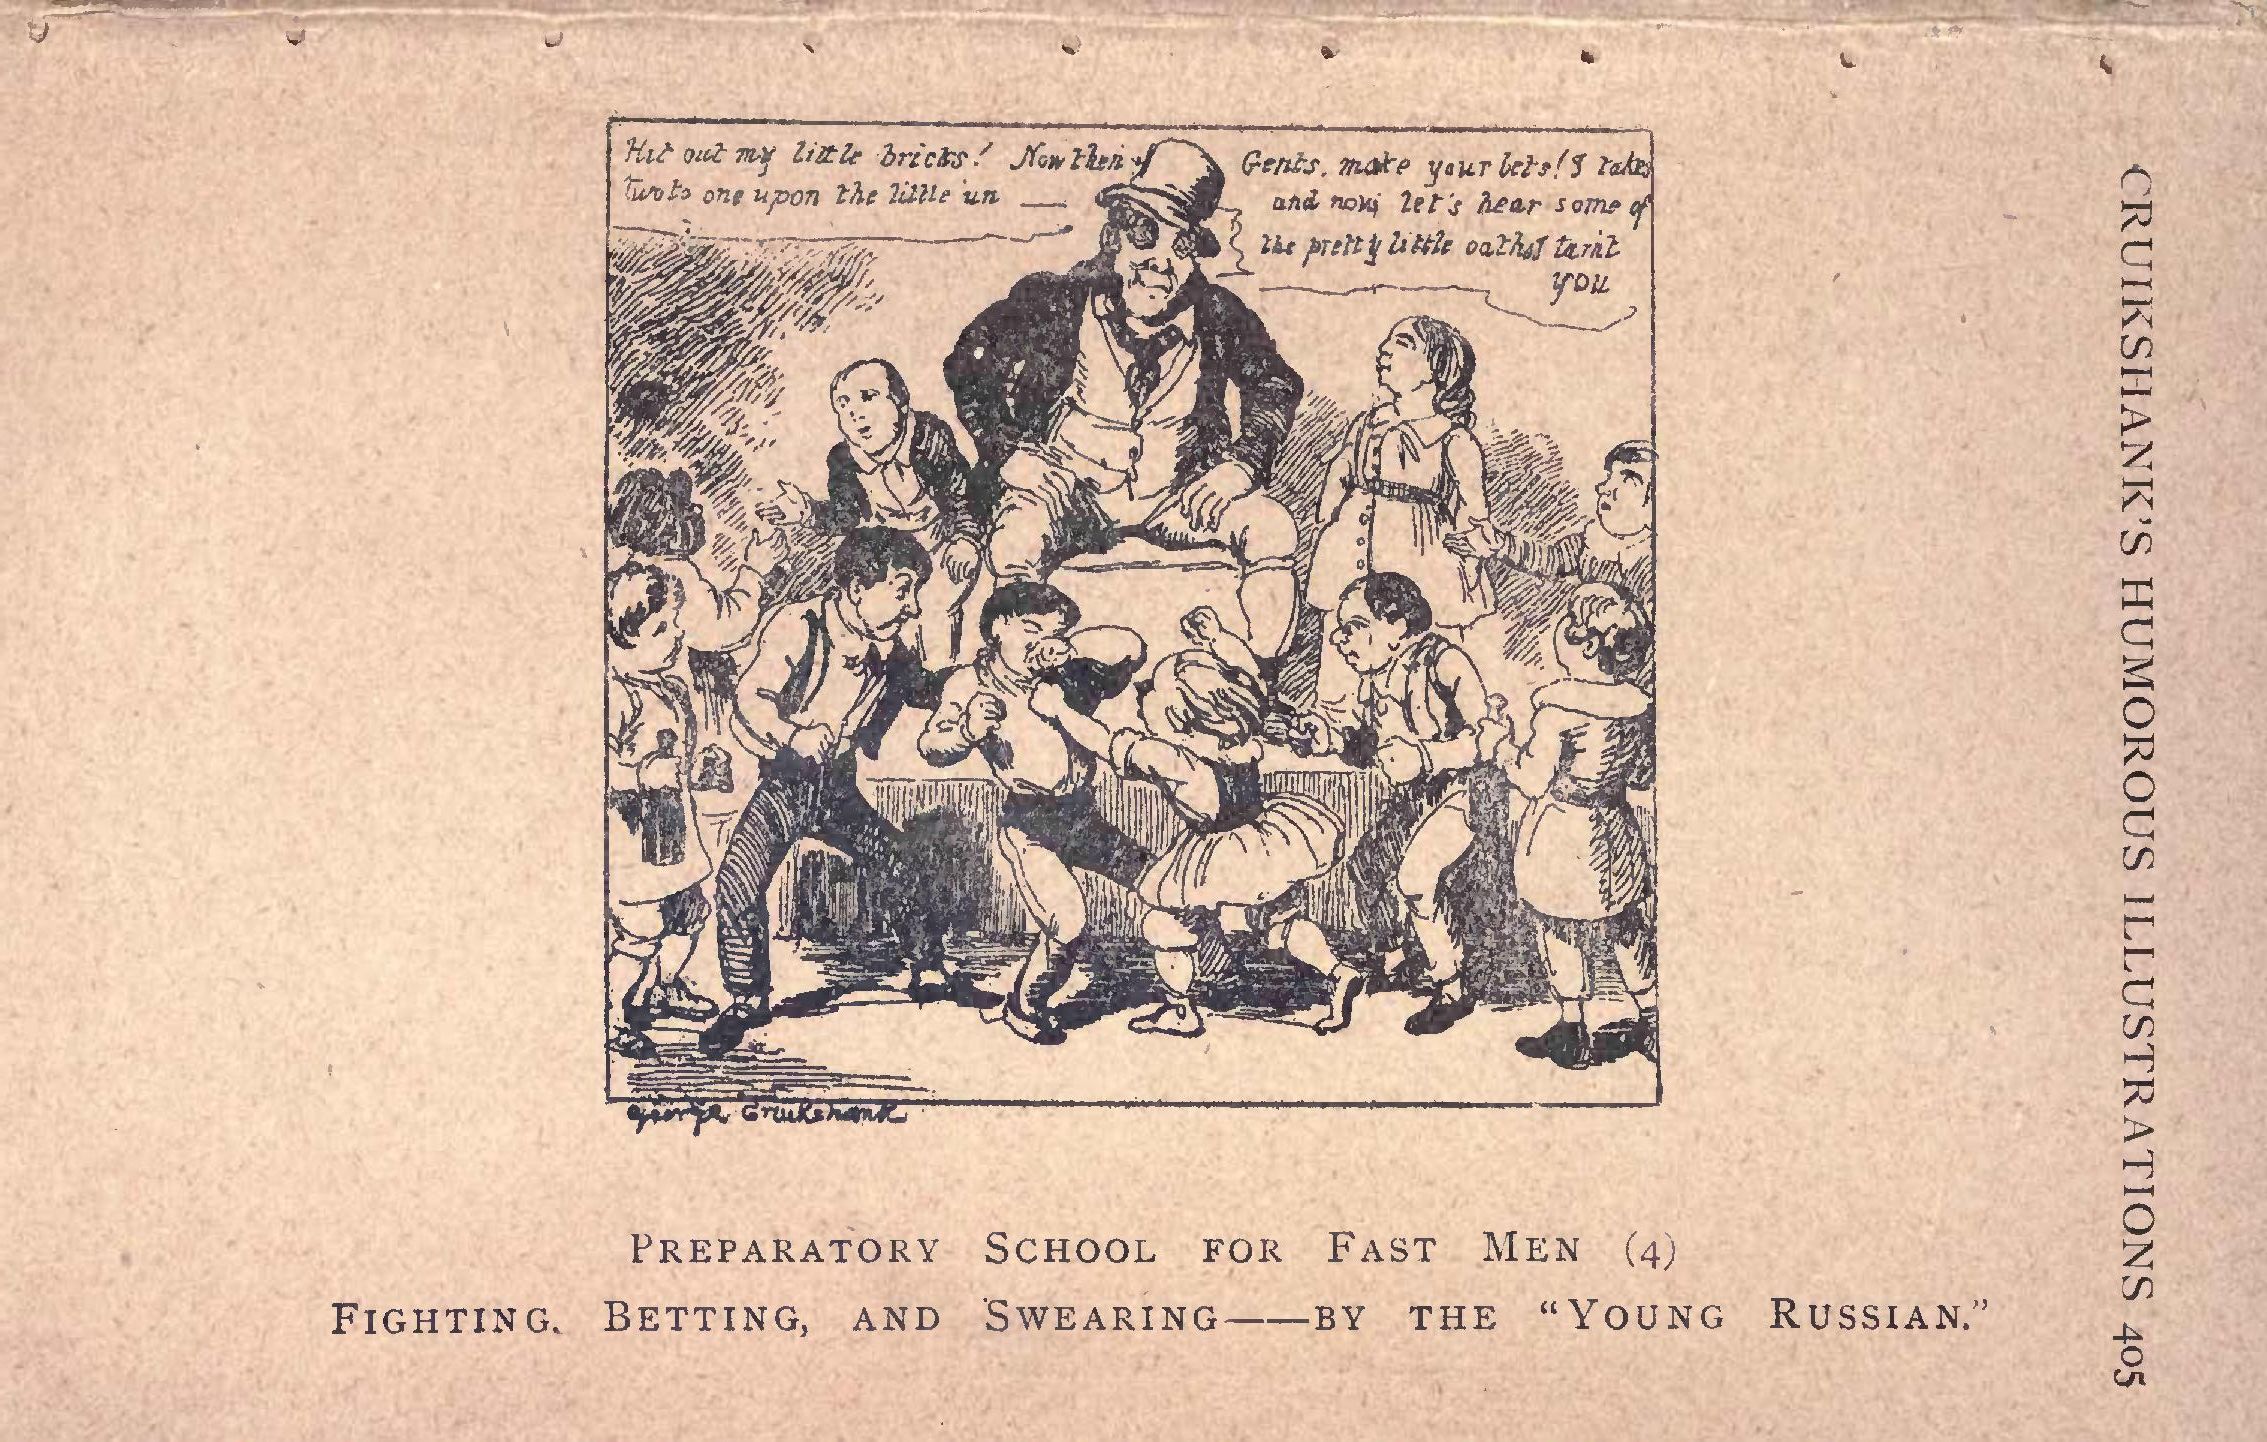 Hit out my little bricks! Now then
Two to one upon the little 'un
Gents, make your bets! I takes
and now let's hear some of
the pretty little oaths I tarnt
YOU
George Cruikshank
PREPARATORY SCHOOL FOR FAST MEN (4)
FIGHTING, BETTING, AND SWEARING——BY THE "YOUNG RUSSIAN."
CRUIKSHANK'S HUMOROUS ILLUSTRATIONS 405